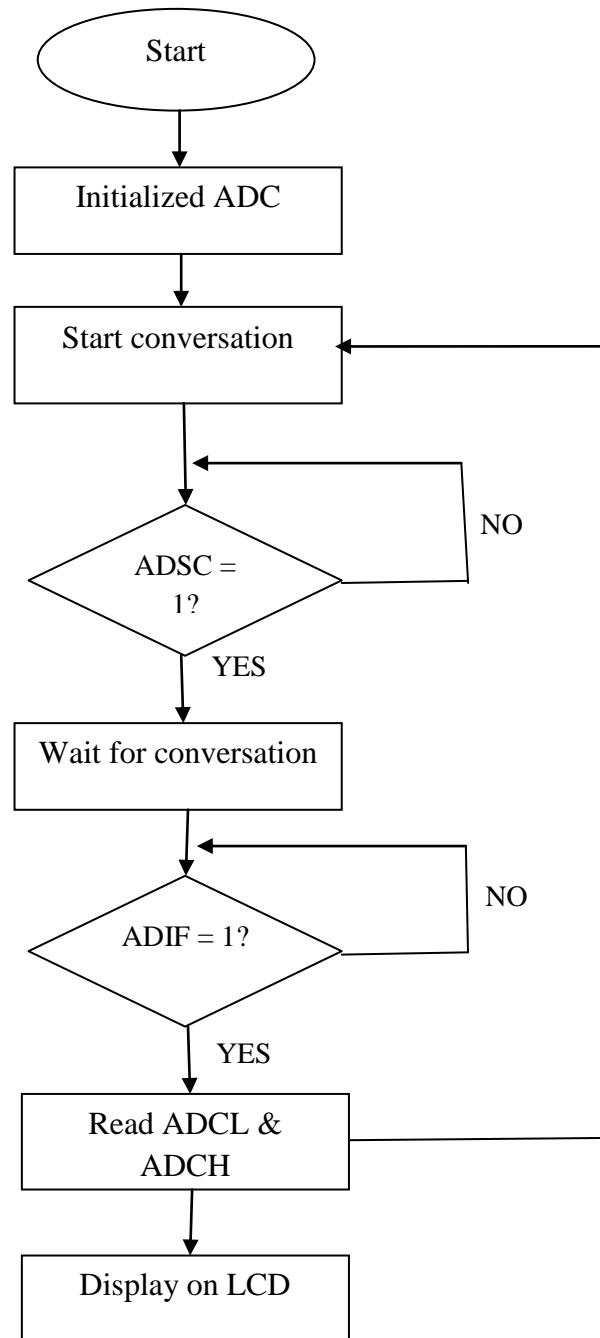 Start
Initialized ADC
Start conversation
ADSC =
1?
NO
YES
Wait for conversation
ADIF = 1?
NO
YES
Read ADCL &
ADCH
Display on LCD